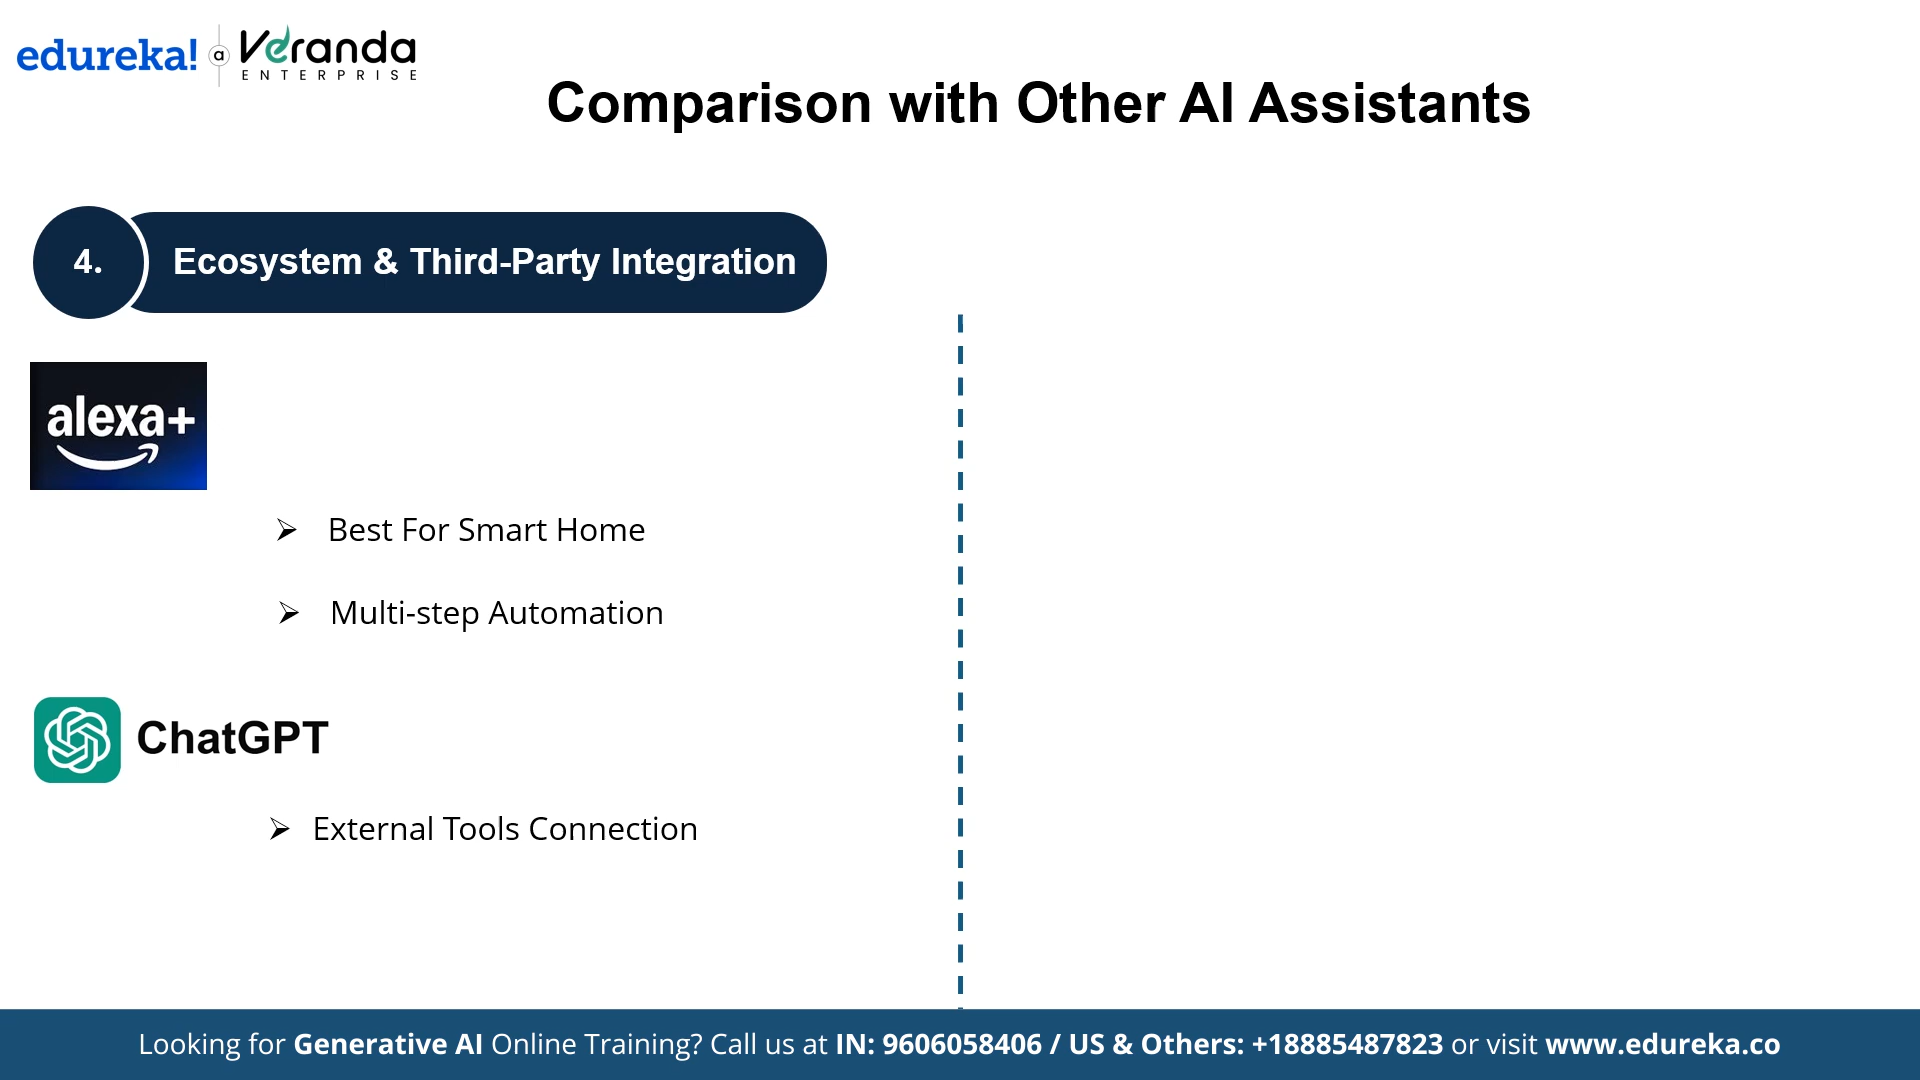 edureka! a Veranda
ENTERPRISE
Comparison with Other AI Assistants
4. Ecosystem & Third-Party Integration
alexa+
➢ Best For Smart Home
➢ Multi-step Automation
ChatGPT
➢ External Tools Connection
Looking for Generative AI Online Training? Call us at IN: 9606058406 / US & Others: +18885487823 or visit www.edureka.co